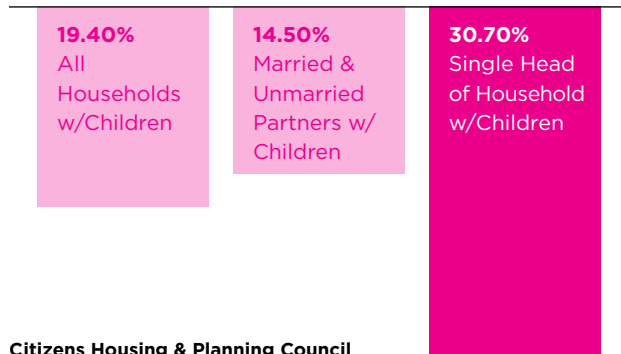 19.40%
All
Households
w/Children
14.50%
Married &
Unmarried
Partners w/
Children
30.70%
Single Head
of Household
w/Children
Citizens Housing & Planning Council